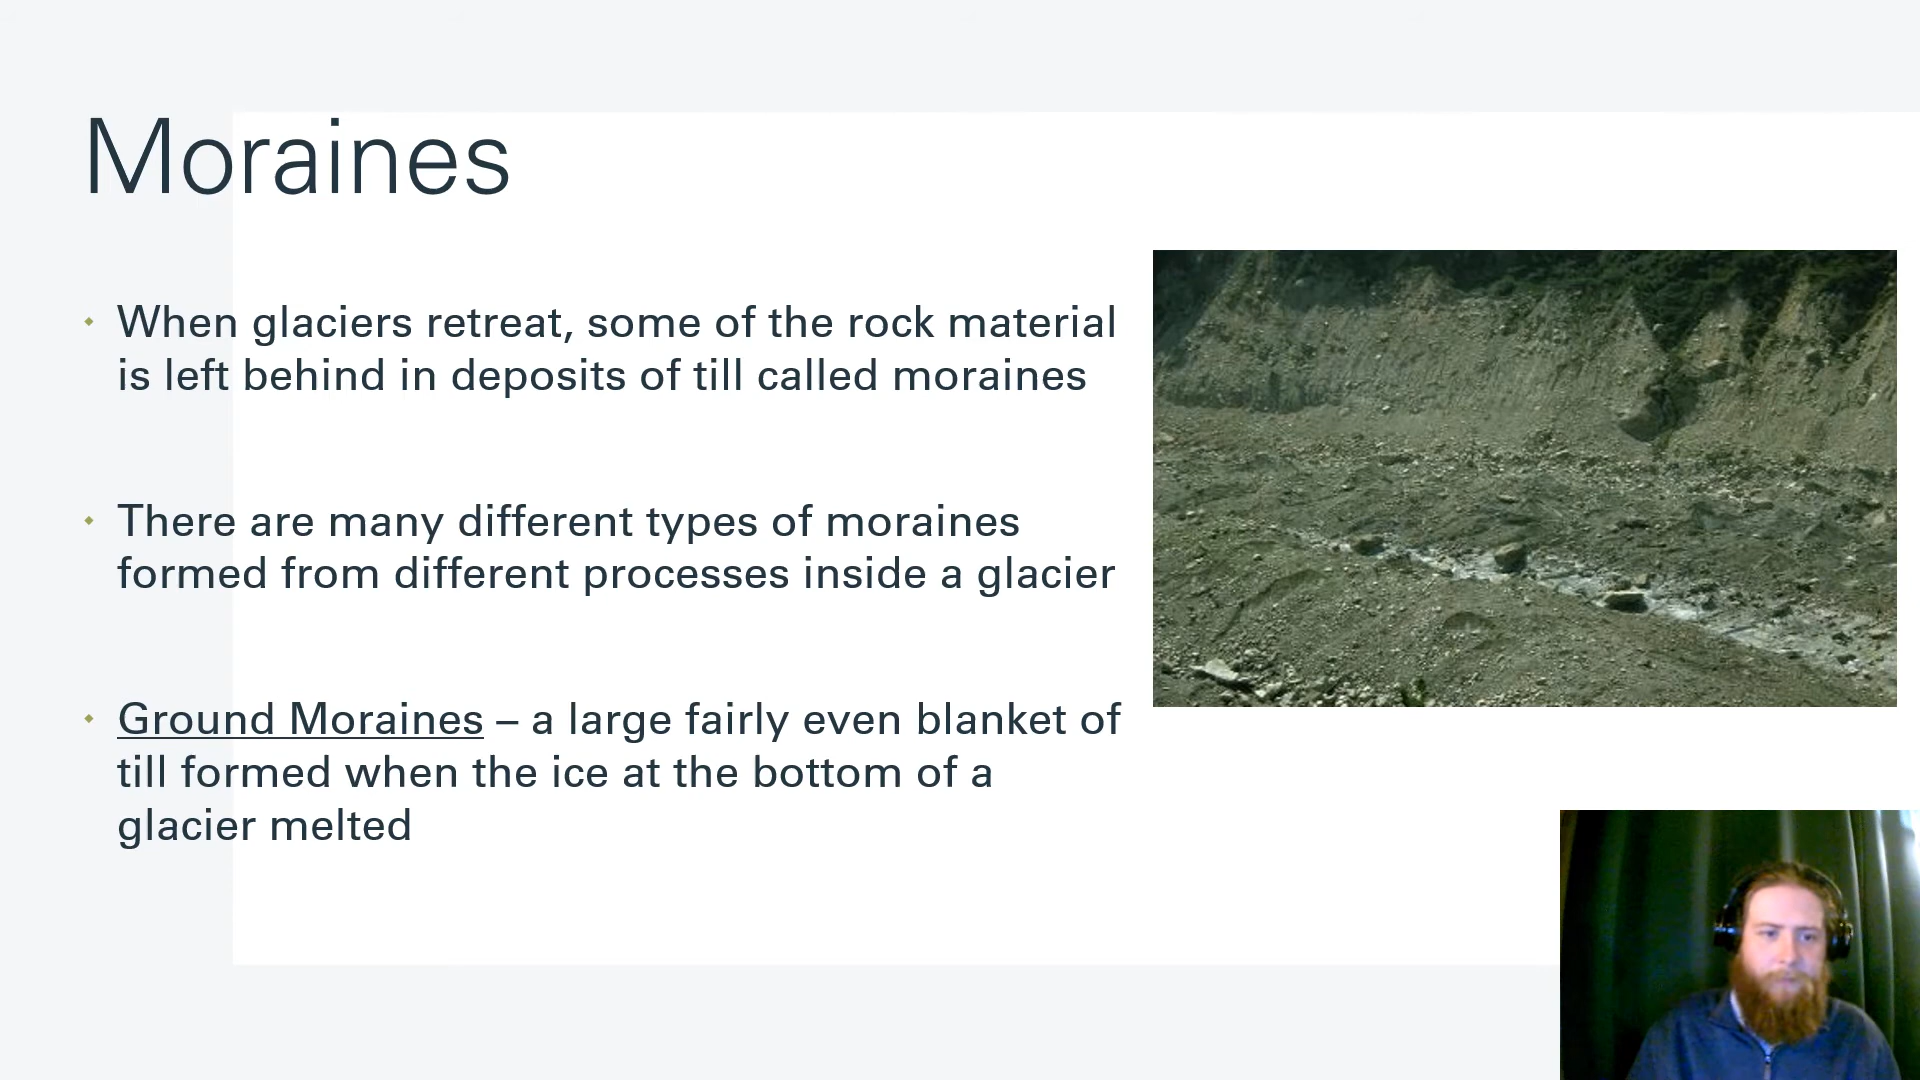 Moraines
When glaciers retreat, some of the rock material
is left behind in deposits of till called moraines
There are many different types of moraines
formed from different processes inside a glacier
Ground Moraines – a large fairly even blanket of
till formed when the ice at the bottom of a
glacier melted